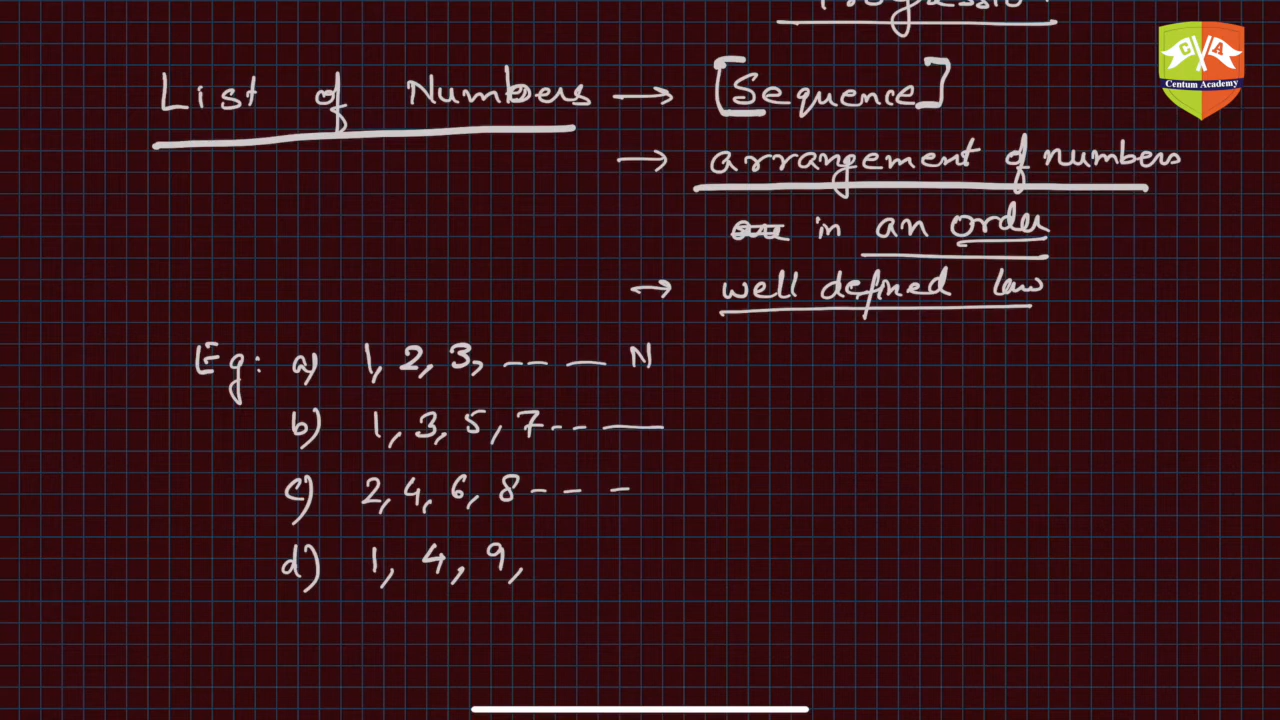 Progression
List of Numbers → [Sequence]
→ arrangement of numbers
in an order
→ well defined law
Eg: a) 1, 2, 3, -- — N
b) 1, 3, 5, 7-- —
c) 2, 4, 6, 8- - -
d) 1, 4, 9,
C A
Centum Academy